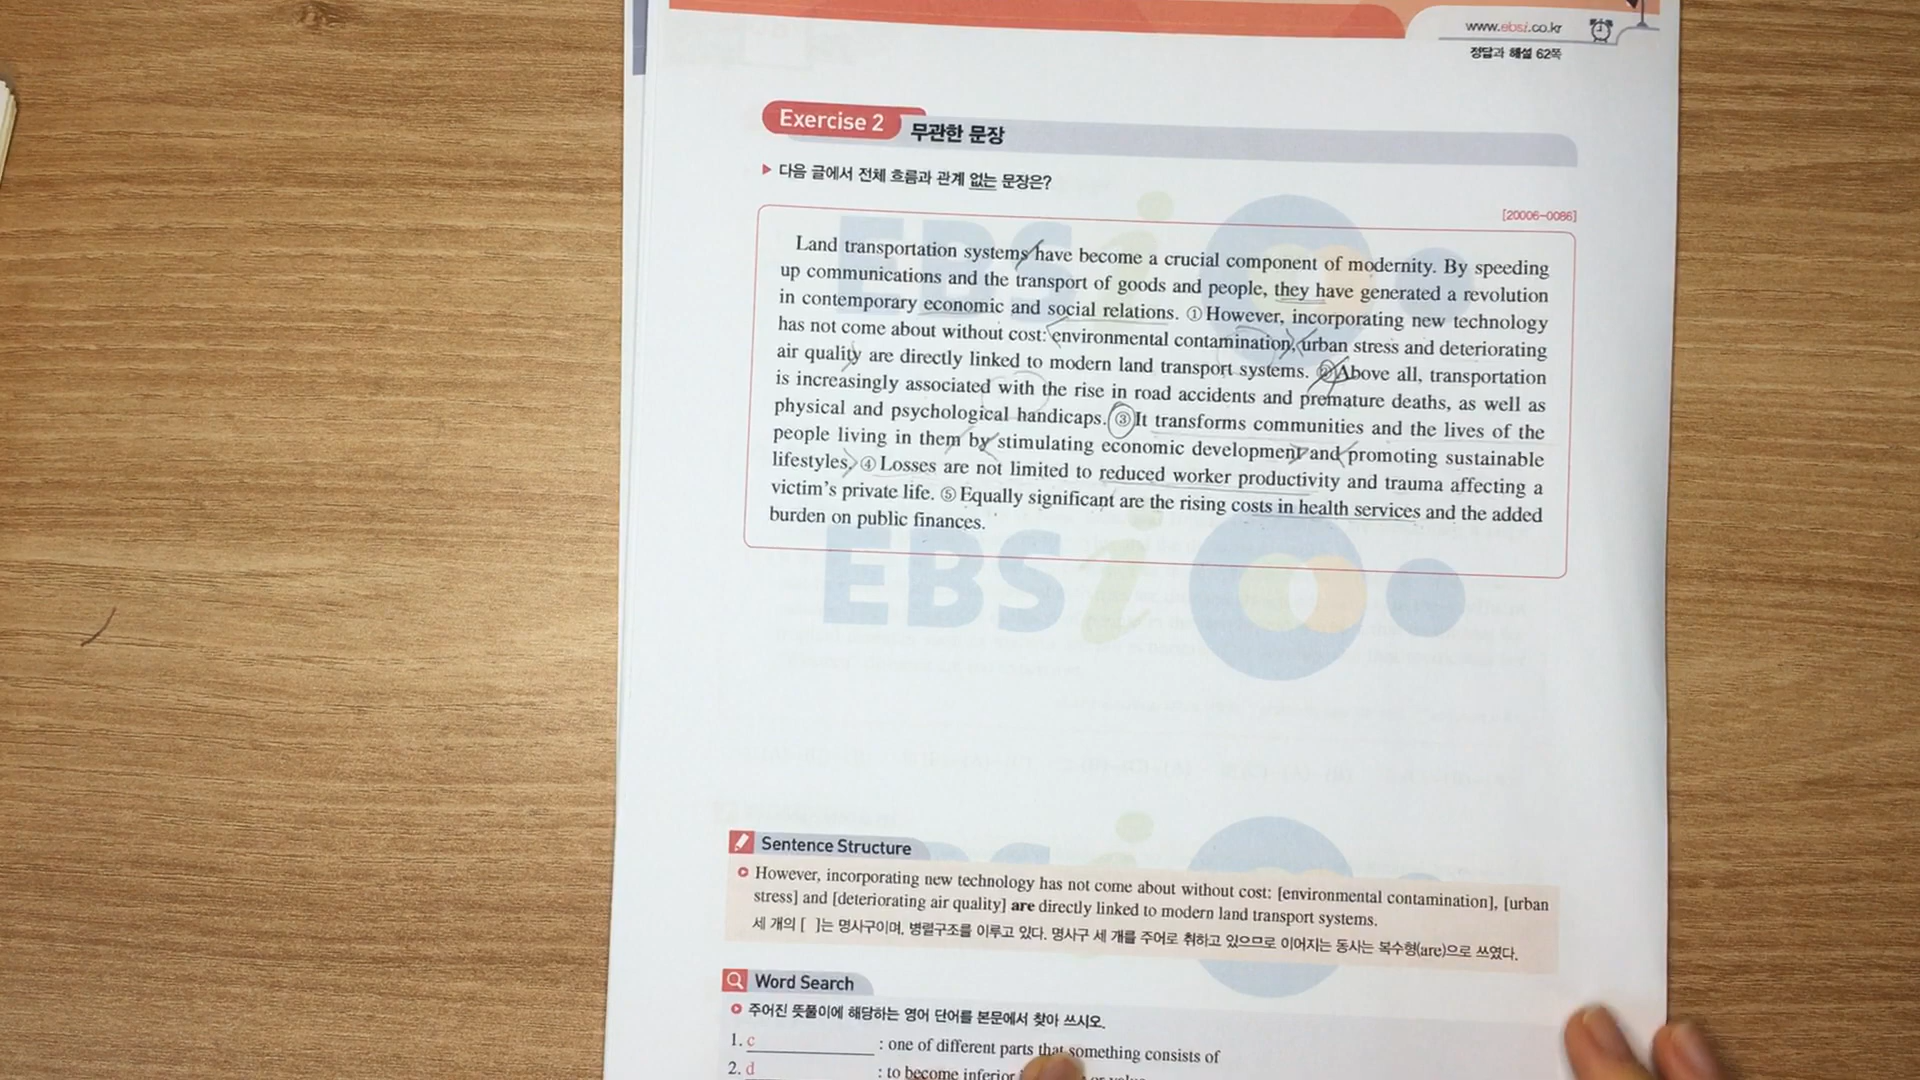 www.ebsi.co.kr
정답과 해설 62쪽
Exercise 2 무관한 문장
▶ 다음 글에서 전체 흐름과 관계 없는 문장은?
[20006-0086]
Land transportation systems have become a crucial component of modernity. By speeding
up communications and the transport of goods and people, they have generated a revolution
in contemporary economic and social relations. ① However, incorporating new technology
has not come about without cost: environmental contamination, urban stress and deteriorating
air quality are directly linked to modern land transport systems. ② Above all, transportation
is increasingly associated with the rise in road accidents and premature deaths, as well as
physical and psychological handicaps. ③ It transforms communities and the lives of the
people living in them by stimulating economic development and promoting sustainable
lifestyles. ④ Losses are not limited to reduced worker productivity and trauma affecting a
victim's private life. ⑤ Equally significant are the rising costs in health services and the added
burden on public finances.
EBSi
EBSi
Sentence Structure
However, incorporating new technology has not come about without cost: [environmental contamination], [urban
stress] and [deteriorating air quality] are directly linked to modern land transport systems.
세 개의 [ ]는 명사구이며, 병렬구조를 이루고 있다. 명사구 세 개를 주어로 취하고 있으므로 이어지는 동사는 복수형(are)으로 쓰였다.
Word Search
주어진 뜻풀이에 해당하는 영어 단어를 본문에서 찾아 쓰시오.
1. c : one of different parts that something consists of
2. d : to become inferior or value